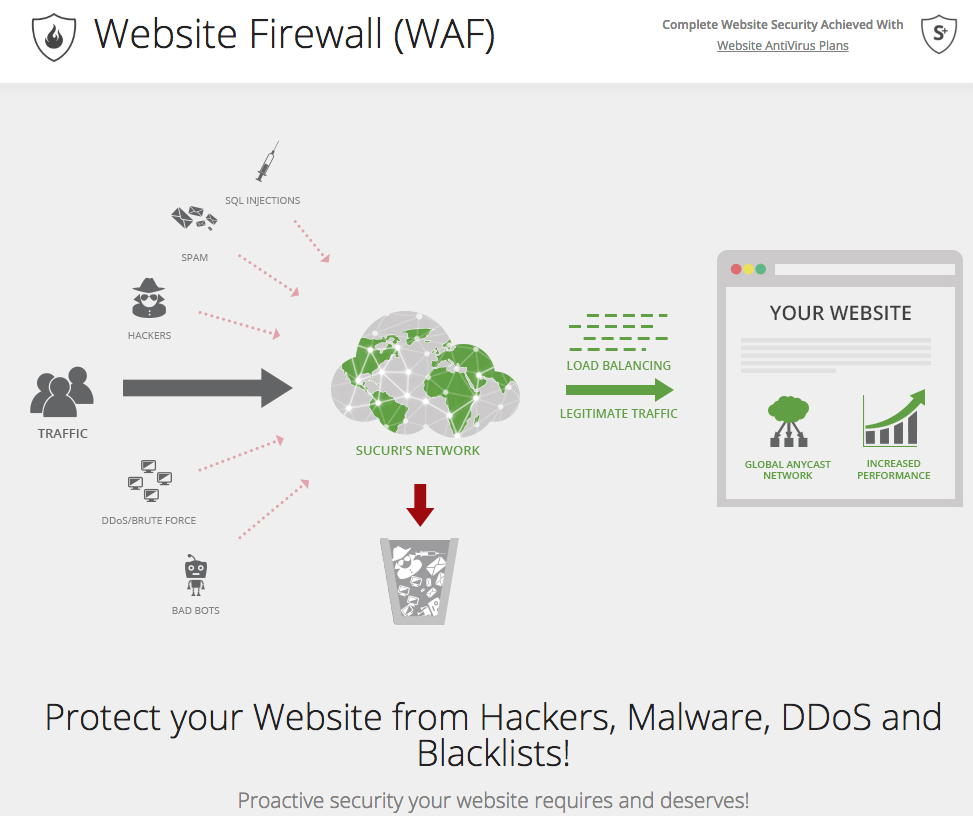 Website Firewall (WAF)
Complete Website Security Achieved With
Website AntiVirus Plans
S+
SQL INJECTIONS
SPAM
HACKERS
TRAFFIC
DDoS/BRUTE FORCE
BAD BOTS
SUCURI'S NETWORK
LOAD BALANCING
LEGITIMATE TRAFFIC
YOUR WEBSITE
GLOBAL ANYCAST
NETWORK
INCREASED
PERFORMANCE
Protect your Website from Hackers, Malware, DDoS and
Blacklists!
Proactive security your website requires and deserves!